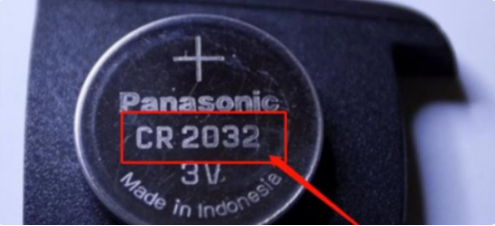 +
Panasonic
CR 2032
3V
Made in Indonesia